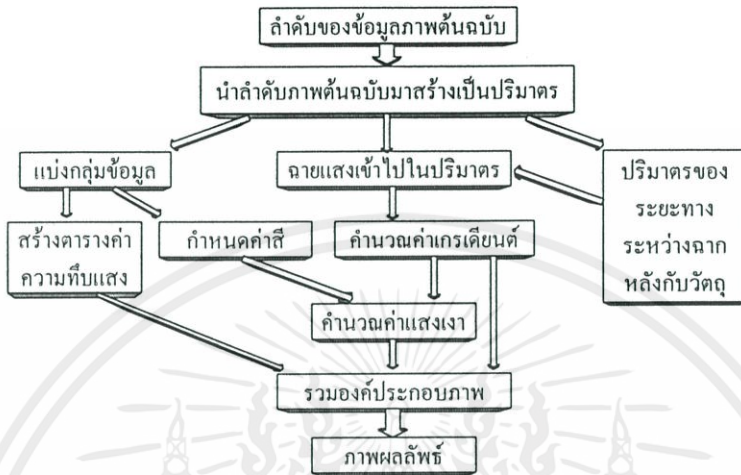 ลำดับของข้อมูลภาพต้นฉบับ
นำลำดับภาพต้นฉบับมาสร้างเป็นปริมาตร
แบ่งกลุ่มข้อมูล
ฉายแสงเข้าไปในปริมาตร
ปริมาตรของ
ระยะทาง
ระหว่างฉาก
หลังกับวัตถุ
สร้างตารางค่า
ความทึบแสง
กำหนดค่าสี
คำนวณค่าเกรเดียนต์
คำนวณค่าแสงเงา
รวมองค์ประกอบภาพ
ภาพผลลัพธ์